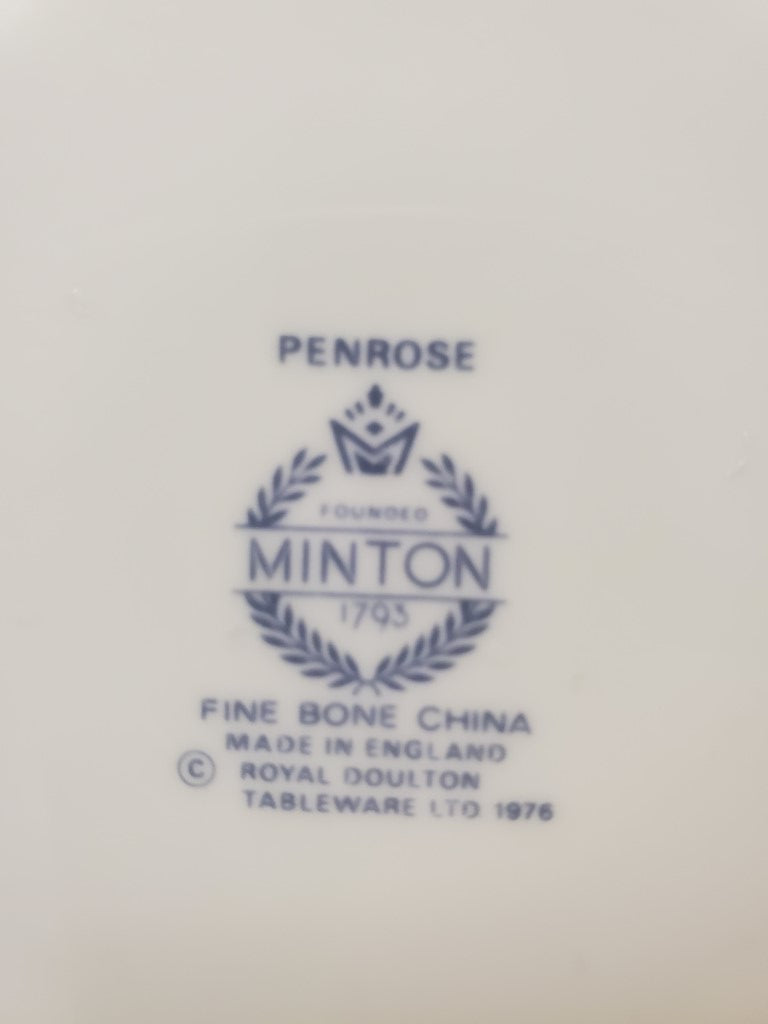 PENROSE
FOUNDED
MINTON
1793
FINE BONE CHINA
MADE IN ENGLAND
© ROYAL DOULTON
TABLEWARE LTD 1976